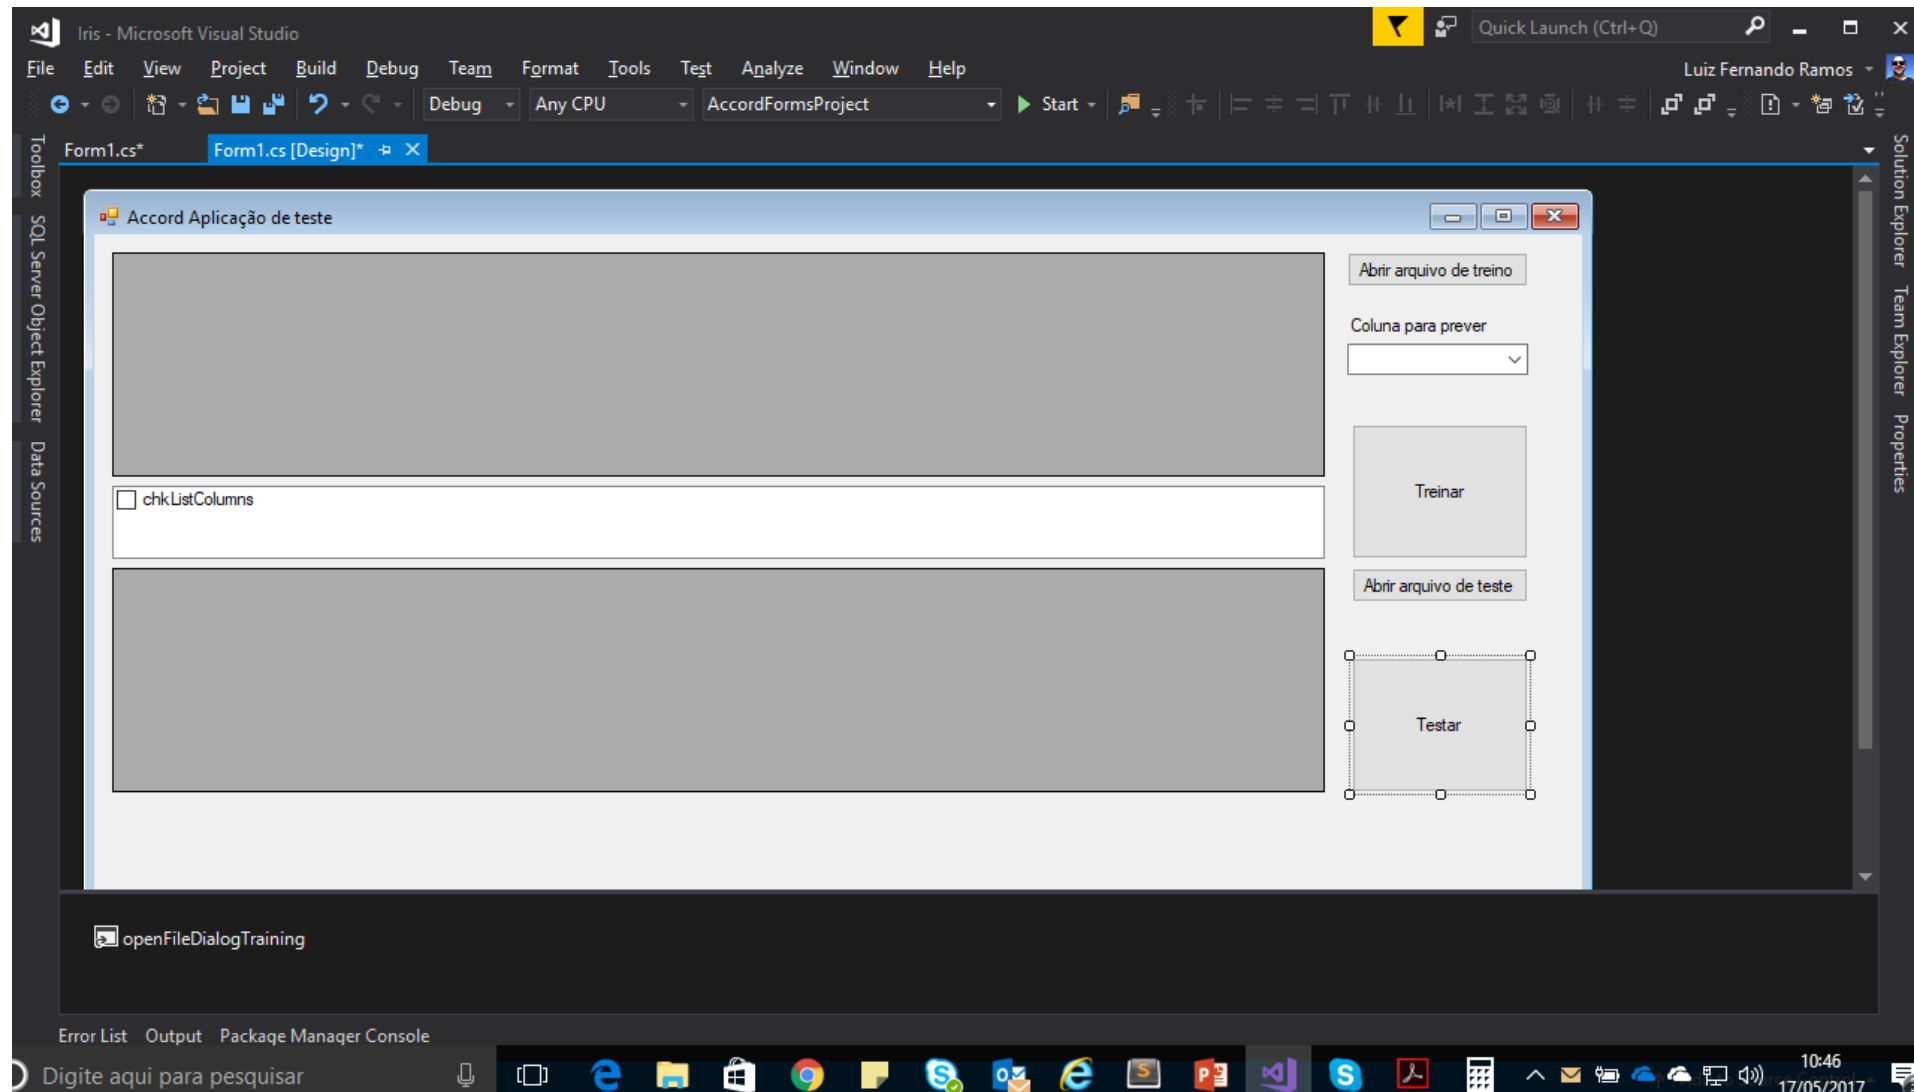 Iris - Microsoft Visual Studio
Quick Launch (Ctrl+Q)
File Edit View Project Build Debug Team Format Tools Test Analyze Window Help
Luiz Fernando Ramos
Debug Any CPU AccordFormsProject Start
Toolbox
SQL Server Object Explorer
Data Sources
Form1.cs* Form1.cs [Design]*
Accord Aplicação de teste
Abrir arquivo de treino
Coluna para prever
chkListColumns
Treinar
Abrir arquivo de teste
Testar
Solution Explorer
Team Explorer
Properties
openFileDialogTraining
Error List Output Package Manager Console
Digite aqui para pesquisar
10:46
17/05/2017